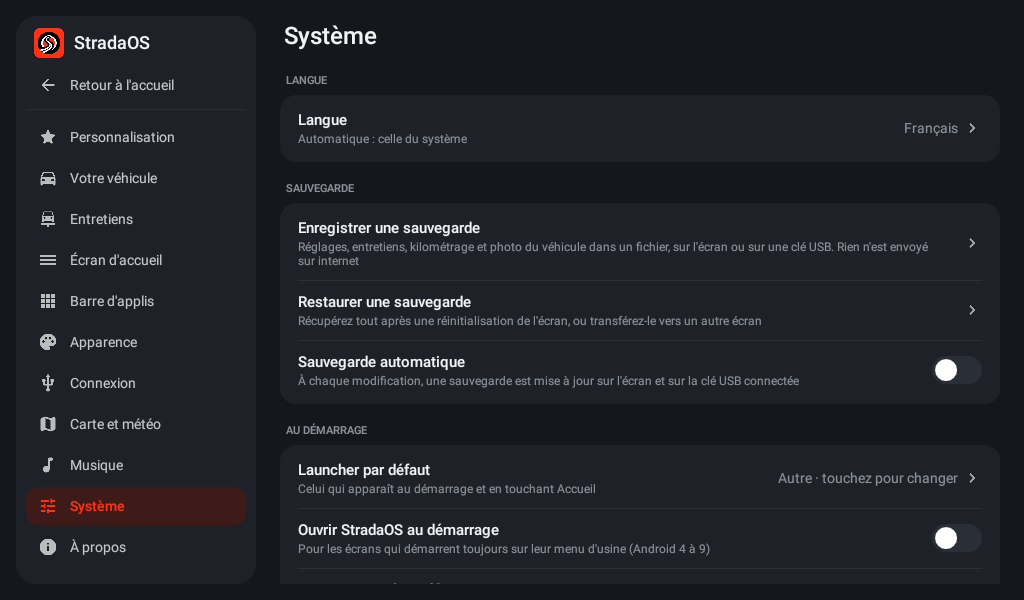 StradaOS
Retour à l'accueil
Personnalisation
Votre véhicule
Entretiens
Écran d'accueil
Barre d'applis
Apparence
Connexion
Carte et météo
Musique
Système
À propos
Système
LANGUE
Langue
Automatique : celle du système
Français
SAUVEGARDE
Enregistrer une sauvegarde
Réglages, entretiens, kilométrage et photo du véhicule dans un fichier, sur l'écran ou sur une clé USB. Rien n'est envoyé
sur internet
Restaurer une sauvegarde
Récupérez tout après une réinitialisation de l'écran, ou transférez-le vers un autre écran
Sauvegarde automatique
À chaque modification, une sauvegarde est mise à jour sur l'écran et sur la clé USB connectée
AU DÉMARRAGE
Launcher par défaut
Celui qui apparaît au démarrage et en touchant Accueil
Autre · touchez pour changer
Ouvrir StradaOS au démarrage
Pour les écrans qui démarrent toujours sur leur menu d'usine (Android 4 à 9)